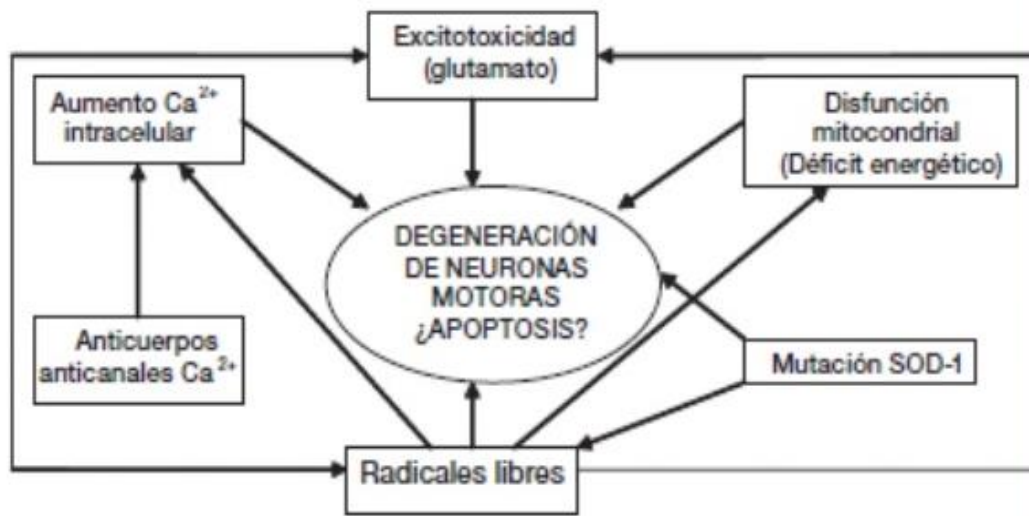 Excitotoxicidad
(glutamato)
Aumento Ca²⁺
intracelular
Disfunción
mitocondrial
(Déficit energético)
DEGENERACIÓN
DE NEURONAS
MOTORAS
¿APOPTOSIS?
Anticuerpos
anticanales Ca²⁺
Mutación SOD-1
Radicales libres